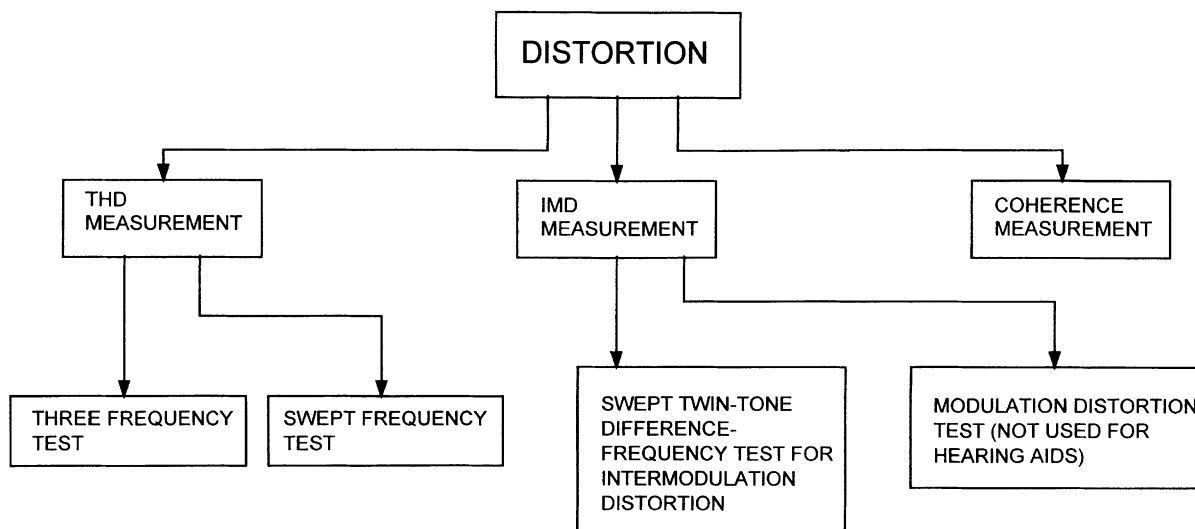 DISTORTION
THD
MEASUREMENT
IMD
MEASUREMENT
COHERENCE
MEASUREMENT
THREE FREQUENCY
TEST
SWEPT FREQUENCY
TEST
SWEPT TWIN-TONE
DIFFERENCE-
FREQUENCY TEST FOR
INTERMODULATION
DISTORTION
MODULATION DISTORTION
TEST (NOT USED FOR
HEARING AIDS)